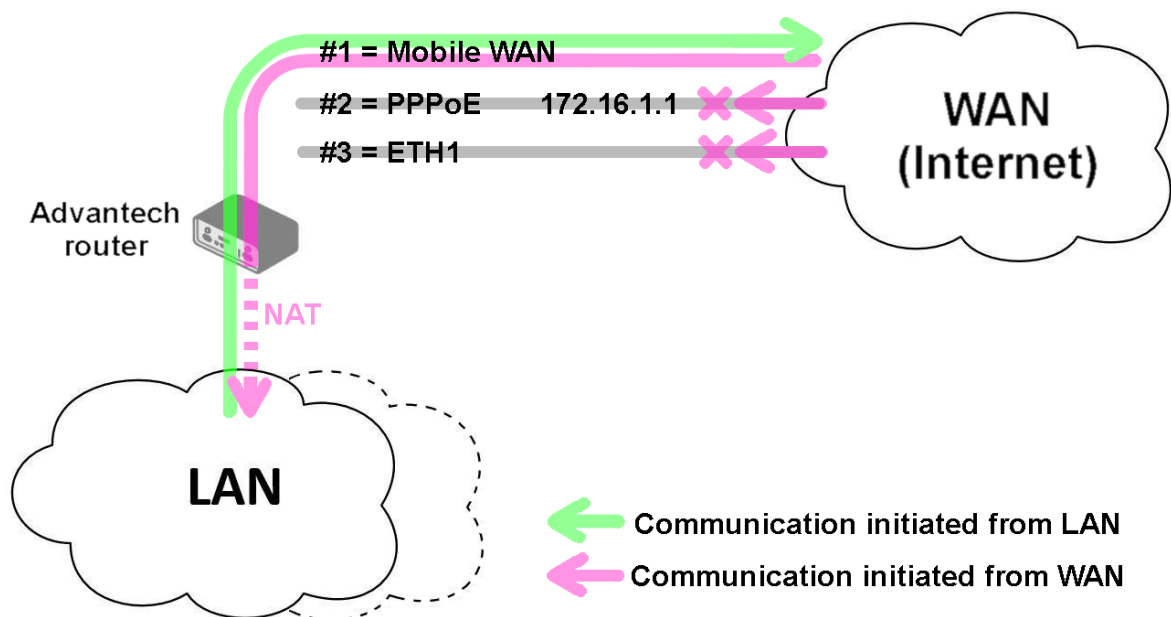 #1 = Mobile WAN
#2 = PPPoE 172.16.1.1
#3 = ETH1
WAN
(Internet)
Advantech
router
NAT
LAN
Communication initiated from LAN
Communication initiated from WAN